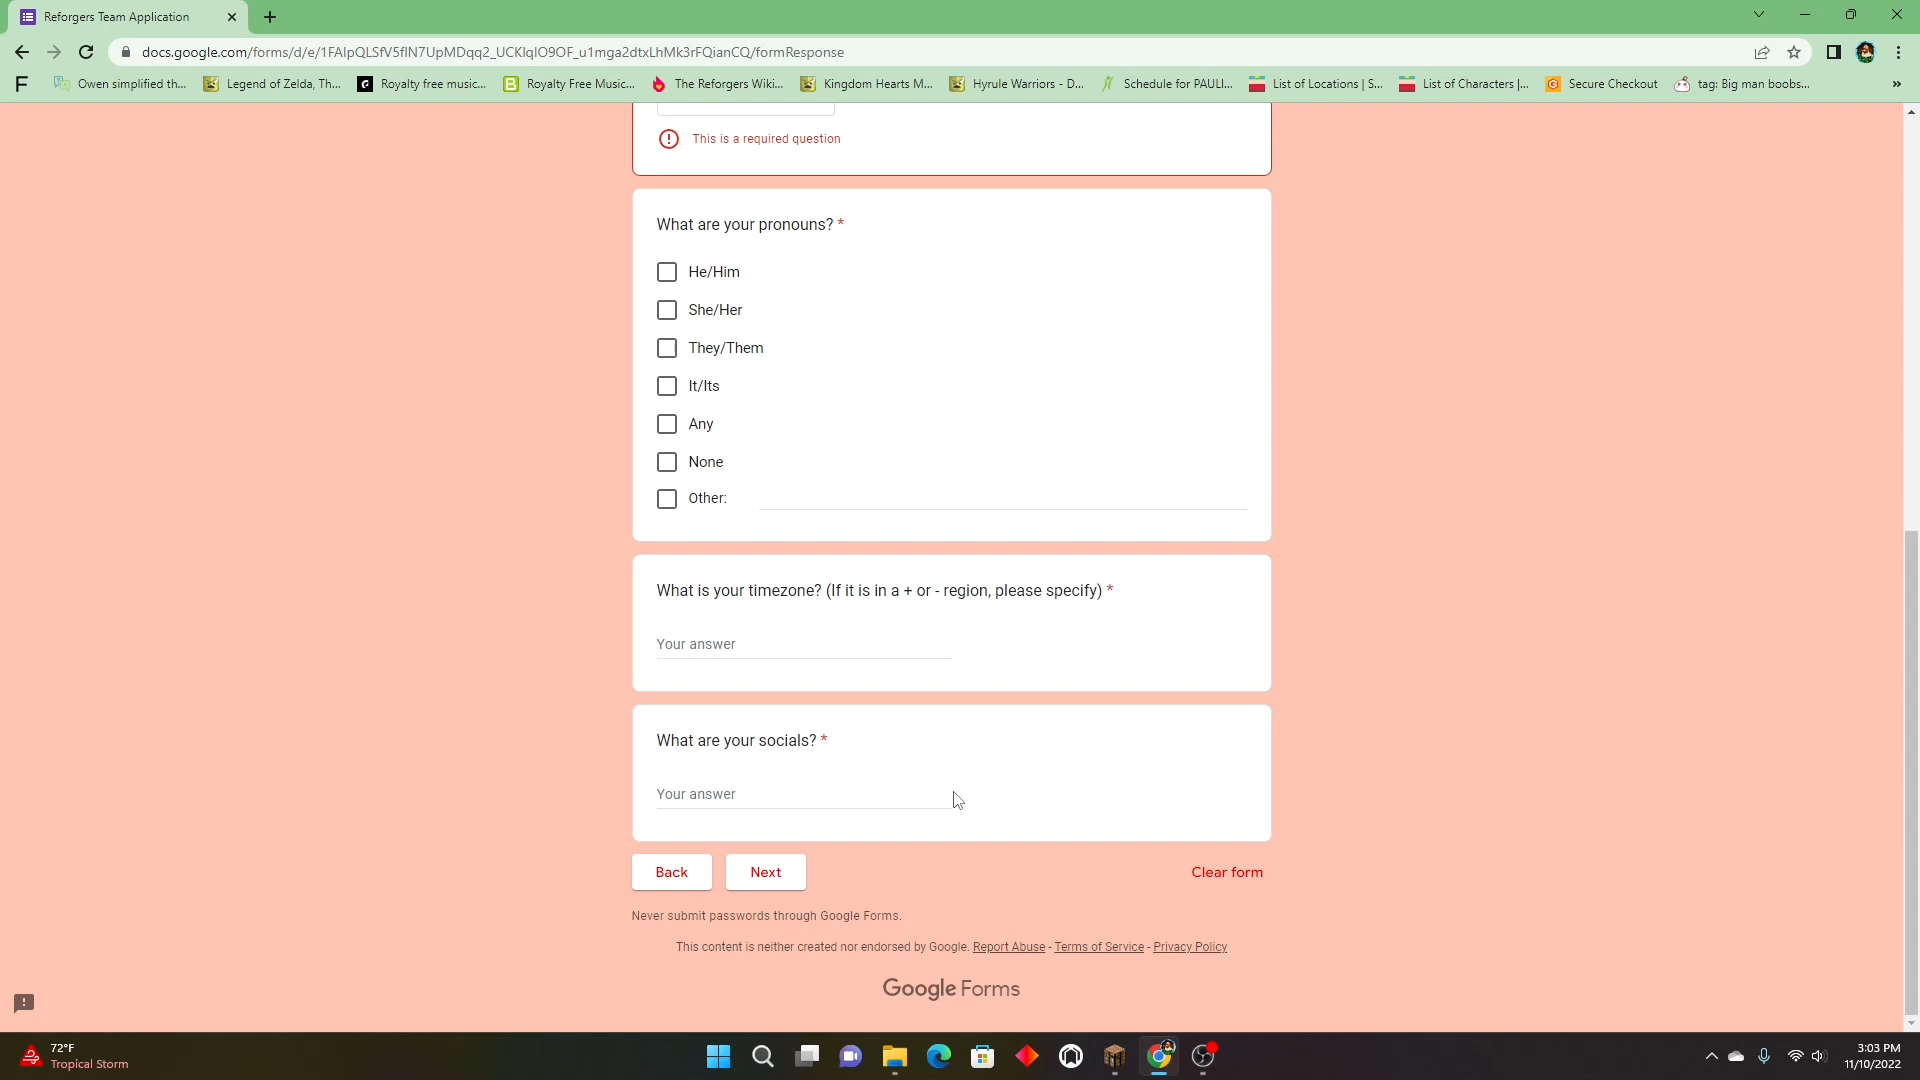 Reforgers Team Application
docs.google.com/forms/d/e/1FAIpQLSfV5fIN7UpMDqq2_UCKIqIO9OF_u1mga2dtxLhMk3rFQianCQ/formResponse
Owen simplified th...
Legend of Zelda, Th...
Royalty free music...
Royalty Free Music...
The Reforgers Wiki...
Kingdom Hearts M...
Hyrule Warriors - D...
Schedule for PAULI...
List of Locations | S...
List of Characters |...
Secure Checkout
tag: Big man boobs...
»
This is a required question
What are your pronouns? *
He/Him
She/Her
They/Them
It/Its
Any
None
Other:
What is your timezone? (If it is in a + or - region, please specify) *
Your answer
What are your socials? *
Your answer
Back
Next
Clear form
Never submit passwords through Google Forms.
This content is neither created nor endorsed by Google. Report Abuse - Terms of Service - Privacy Policy
Google Forms
72°F
Tropical Storm
3:03 PM
11/10/2022